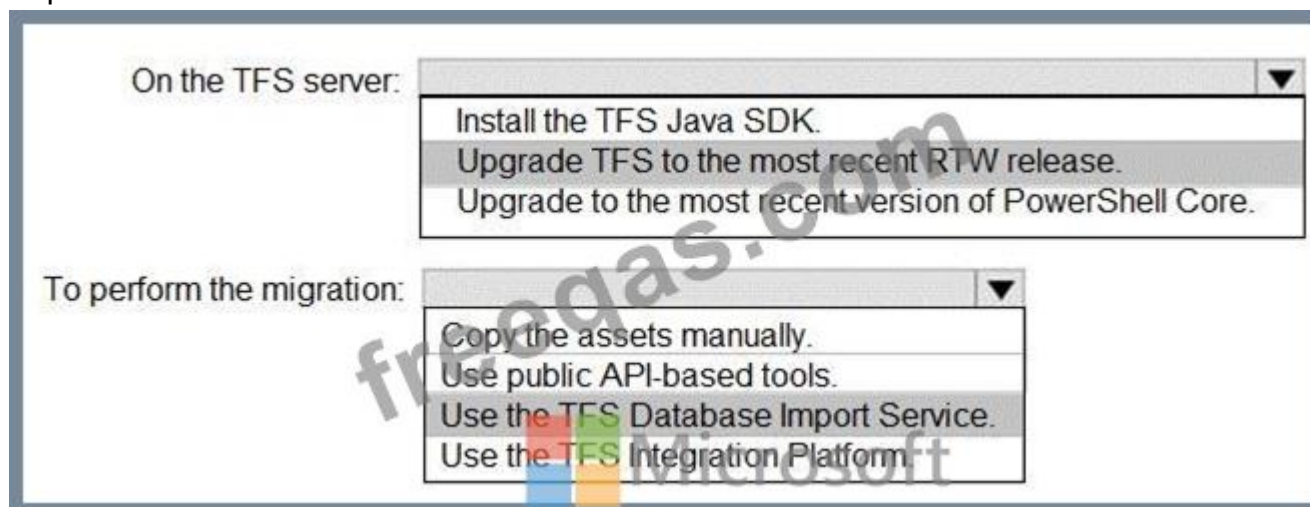 On the TFS server:
Install the TFS Java SDK.
Upgrade TFS to the most recent RTW release.
Upgrade to the most recent version of PowerShell Core.
To perform the migration:
Copy the assets manually.
Use public API-based tools.
Use the TFS Database Import Service.
Use the TFS Integration Platform.
freeqas.com
Microsoft